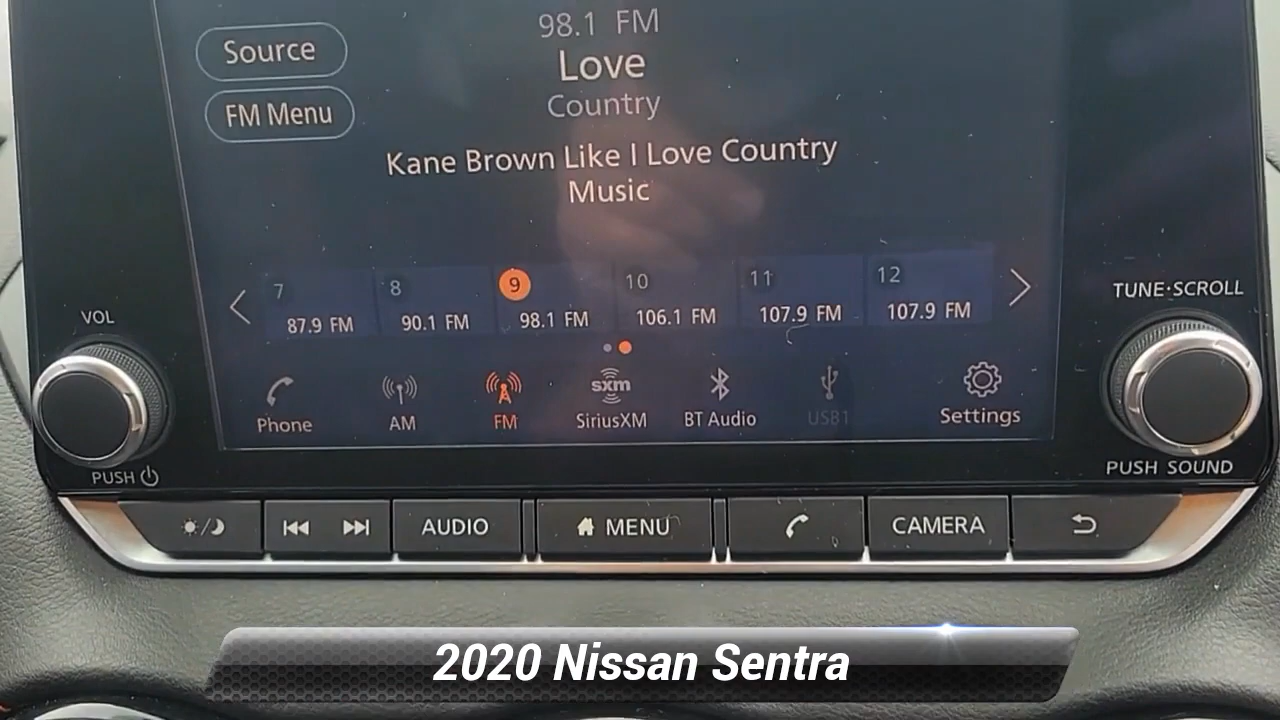 98.1 FM
Source
Love
FM Menu
Country
Kane Brown Like I Love Country
Music
7 8 9 10 11 12
87.9 FM 90.1 FM 98.1 FM 106.1 FM 107.9 FM 107.9 FM
TUNE·SCROLL
VOL
sxm
Phone AM FM SiriusXM BT Audio USB1 Settings
PUSH
PUSH SOUND
AUDIO MENU CAMERA
2020 Nissan Sentra